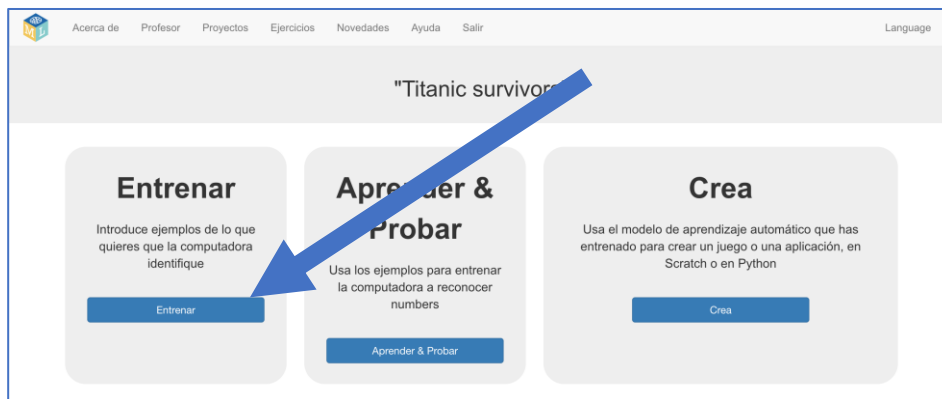 Acerca de Profesor Proyectos Ejercicios Novedades Ayuda Salir Language
"Titanic survivors"
Entrenar
Introduce ejemplos de lo que
quieres que la computadora
identifique
Entrenar
Aprender &
Probar
Usa los ejemplos para entrenar
la computadora a reconocer
numbers
Aprender & Probar
Crea
Usa el modelo de aprendizaje automático que has
entrenado para crear un juego o una aplicación, en
Scratch o en Python
Crea